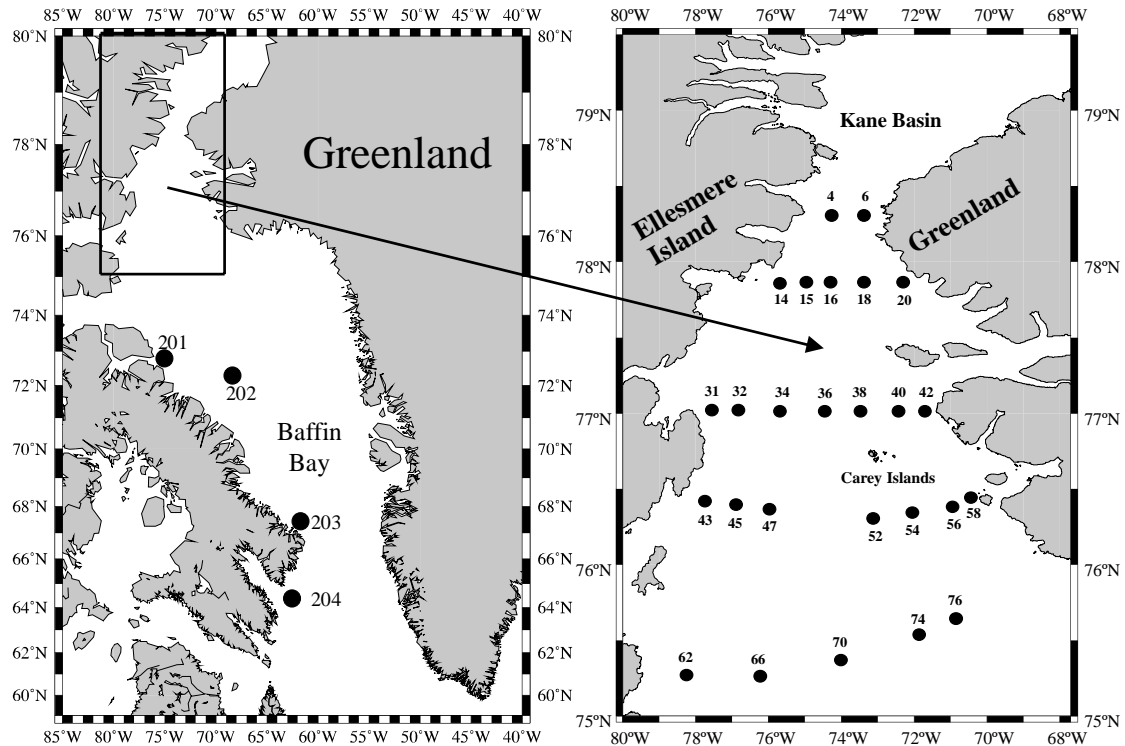 85°W 80°W 75°W 70°W 65°W 60°W 55°W 50°W 45°W 40°W
80°N 80°N
78°N 78°N
76°N 76°N
74°N 74°N
72°N 72°N
70°N 70°N
68°N 68°N
66°N 66°N
64°N 64°N
62°N 62°N
60°N 60°N
85°W 80°W 75°W 70°W 65°W 60°W 55°W 50°W 45°W 40°W
Greenland
201
202
Baffin
Bay
203
204
80°W 78°W 76°W 74°W 72°W 70°W 68°W
79°N 79°N
78°N 78°N
77°N 77°N
76°N 76°N
75°N 75°N
80°W 78°W 76°W 74°W 72°W 70°W 68°W
Kane Basin
Ellesmere
Island
Greenland
4 6
14 15 16 18 20
31 32 34 36 38 40 42
Carey Islands
43 45 47 52 54 56 58
62 66 70 74 76